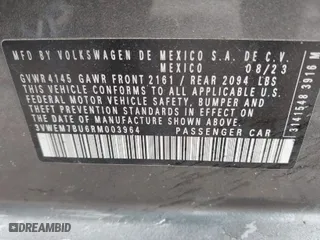 MFD BY VOLKSWAGEN DE MEXICO S.A. DE C.V.
MEXICO 08/23
GVWR 4145 GAWR FRONT 2161 / REAR 2094 LBS
THIS VEHICLE CONFORMS TO ALL APPLICABLE
FEDERAL MOTOR VEHICLE SAFETY, BUMPER AND
THEFT PREVENTION STANDARDS IN EFFECT ON
THE DATE OF MANUFACTURE SHOWN ABOVE
3VWEM7BU6RM003964 PASSENGER CAR
3141548 3916 M